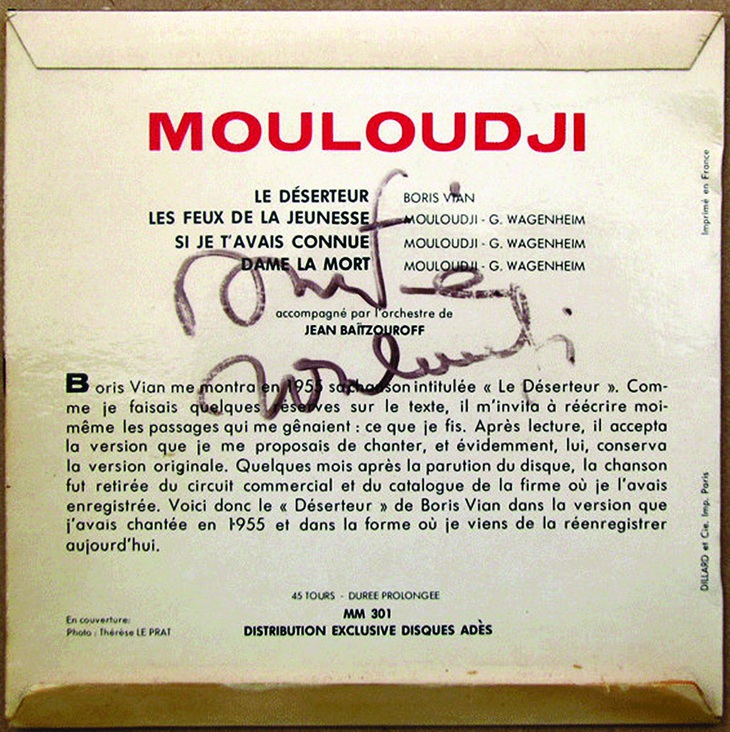 MOULOUDJI
LE DÉSERTEUR BORIS VIAN
LES FEUX DE LA JEUNESSE MOULOUDJI - G. WAGENHEIM
SI JE T'AVAIS CONNUE MOULOUDJI - G. WAGENHEIM
DAME LA MORT MOULOUDJI - G. WAGENHEIM
accompagné par l'orchestre de
JEAN BAÏTZOUROFF
Mouloudji
Boris Vian me montra en 1955 sa chanson intitulée « Le Déserteur ». Com-
me je faisais quelques réserves sur le texte, il m'invita à réécrire moi-
même les passages qui me gênaient : ce que je fis. Après lecture, il accepta
la version que je me proposais de chanter, et évidemment, lui, conserva
la version originale. Quelques mois après la parution du disque, la chanson
fut retirée du circuit commercial et du catalogue de la firme où je l'avais
enregistrée. Voici donc le « Déserteur » de Boris Vian dans la version que
j'avais chantée en 1955 et dans la forme où je viens de la réenregistrer
aujourd'hui.
45 TOURS - DUREE PROLONGEE
MM 301
DISTRIBUTION EXCLUSIVE DISQUES ADÈS
En couverture:
Photo : Thérèse LE PRAT
Imprimé en France
DILLARD et Cie. Imp. Paris